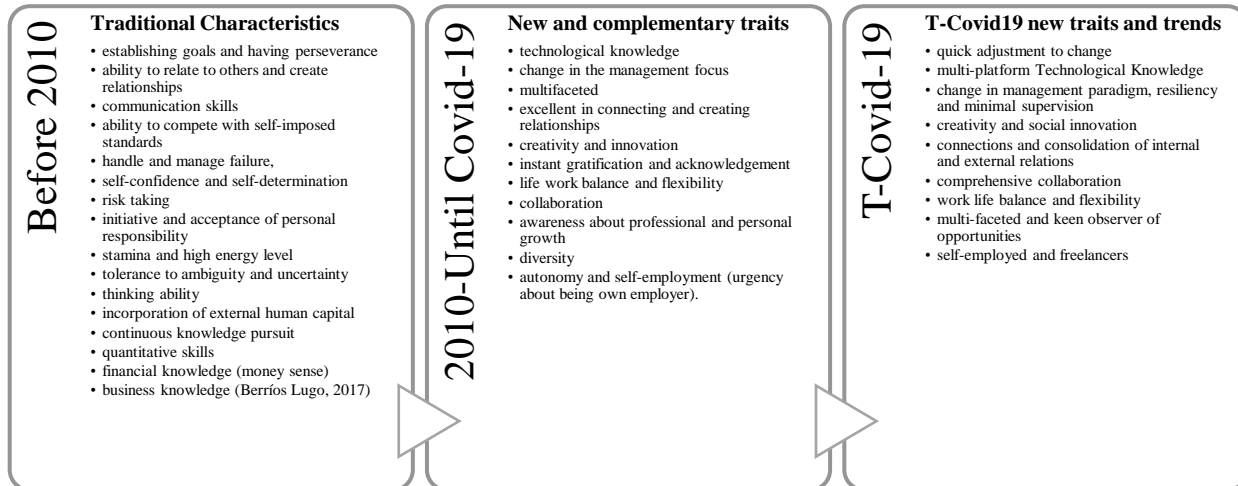 Before 2010
Traditional Characteristics
• establishing goals and having perseverance
• ability to relate to others and create
relationships
• communication skills
• ability to compete with self-imposed
standards
• handle and manage failure,
• self-confidence and self-determination
• risk taking
• initiative and acceptance of personal
responsibility
• stamina and high energy level
• tolerance to ambiguity and uncertainty
• thinking ability
• incorporation of external human capital
• continuous knowledge pursuit
• quantitative skills
• financial knowledge (money sense)
• business knowledge (Berríos Lugo, 2017)
2010-Until Covid-19
New and complementary traits
• technological knowledge
• change in the management focus
• multifaceted
• excellent in connecting and creating
relationships
• creativity and innovation
• instant gratification and acknowledgement
• life work balance and flexibility
• collaboration
• awareness about professional and personal
growth
• diversity
• autonomy and self-employment (urgency
about being own employer).
T-Covid-19
T-Covid19 new traits and trends
• quick adjustment to change
• multi-platform Technological Knowledge
• change in management paradigm, resiliency
and minimal supervision
• creativity and social innovation
• connections and consolidation of internal
and external relations
• comprehensive collaboration
• work life balance and flexibility
• multi-faceted and keen observer of
opportunities
• self-employed and freelancers